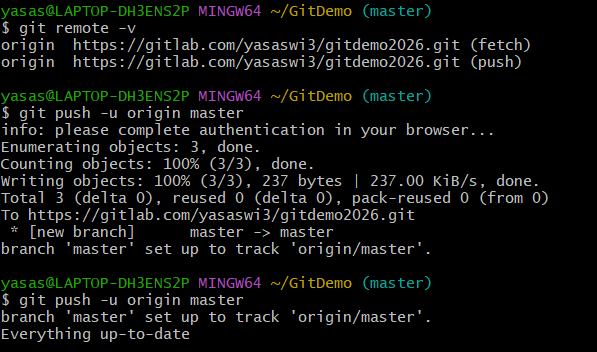 yasas@LAPTOP-DH3ENS2P MINGW64 ~/GitDemo (master)
$ git remote -v
origin  https://gitlab.com/yasaswi3/gitdemo2026.git (fetch)
origin  https://gitlab.com/yasaswi3/gitdemo2026.git (push)
yasas@LAPTOP-DH3ENS2P MINGW64 ~/GitDemo (master)
$ git push -u origin master
info: please complete authentication in your browser...
Enumerating objects: 3, done.
Counting objects: 100% (3/3), done.
Writing objects: 100% (3/3), 237 bytes | 237.00 KiB/s, done.
Total 3 (delta 0), reused 0 (delta 0), pack-reused 0 (from 0)
To https://gitlab.com/yasaswi3/gitdemo2026.git
 * [new branch]      master -> master
branch 'master' set up to track 'origin/master'.
yasas@LAPTOP-DH3ENS2P MINGW64 ~/GitDemo (master)
$ git push -u origin master
branch 'master' set up to track 'origin/master'.
Everything up-to-date